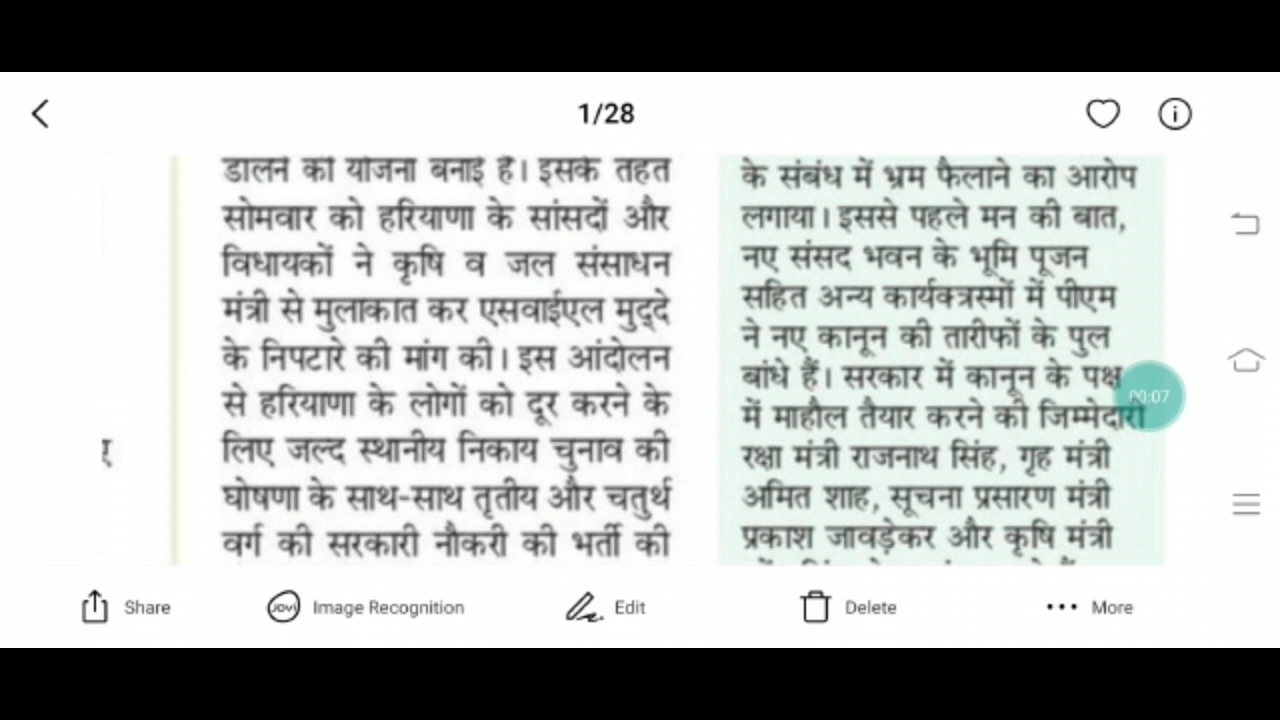 1/28
डालने की योजना बनाई है। इसके तहत
सोमवार को हरियाणा के सांसदों और
विधायकों ने कृषि व जल संसाधन
मंत्री से मुलाकात कर एसवाईएल मुद्दे
के निपटारे की मांग की। इस आंदोलन
से हरियाणा के लोगों को दूर करने के
लिए जल्द स्थानीय निकाय चुनाव की
घोषणा के साथ-साथ तृतीय और चतुर्थ
वर्ग की सरकारी नौकरी की भर्ती की
के संबंध में भ्रम फैलाने का आरोप
लगाया। इससे पहले मन की बात,
नए संसद भवन के भूमि पूजन
सहित अन्य कार्यक्त्रस्मों में पीएम
ने नए कानून की तारीफों के पुल
बांधे हैं। सरकार में कानून के पक्ष
में माहौल तैयार करने की जिम्मेदारी
रक्षा मंत्री राजनाथ सिंह, गृह मंत्री
अमित शाह, सूचना प्रसारण मंत्री
प्रकाश जावड़ेकर और कृषि मंत्री
00:07
Share
JOVI Image Recognition
Edit
Delete
More